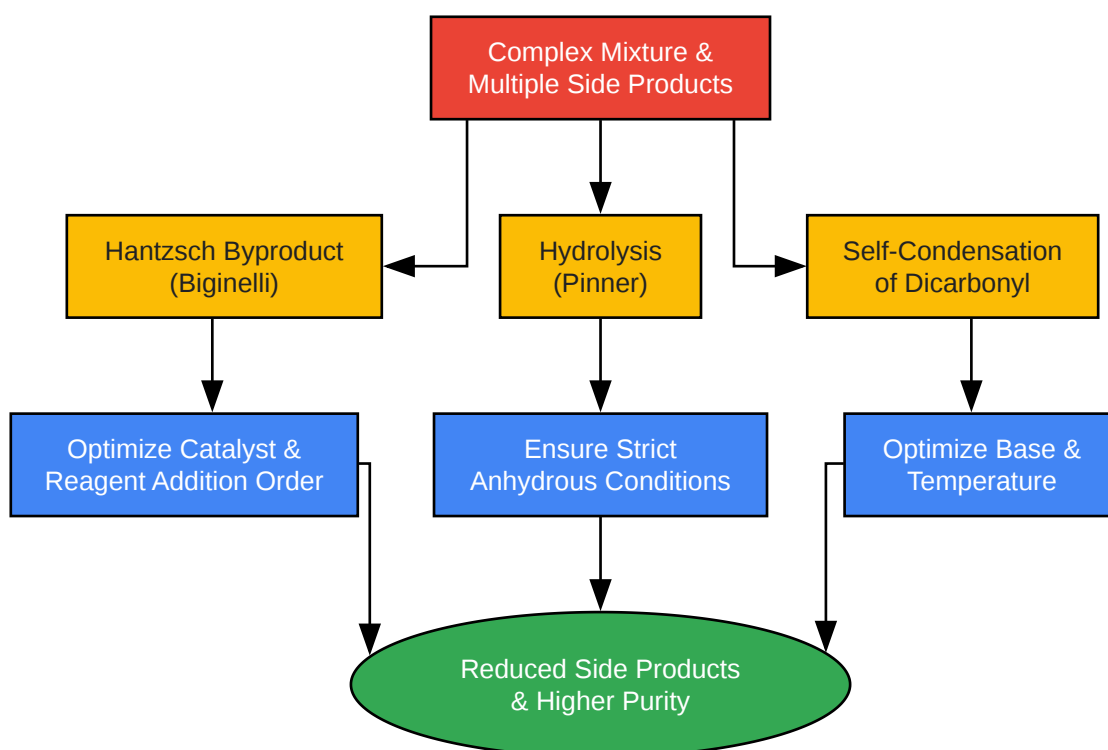 Complex Mixture &
Multiple Side Products
Hantzsch Byproduct
(Biginelli)
Hydrolysis
(Pinner)
Self-Condensation
of Dicarbonyl
Optimize Catalyst &
Reagent Addition Order
Ensure Strict
Anhydrous Conditions
Optimize Base &
Temperature
Reduced Side Products
& Higher Purity